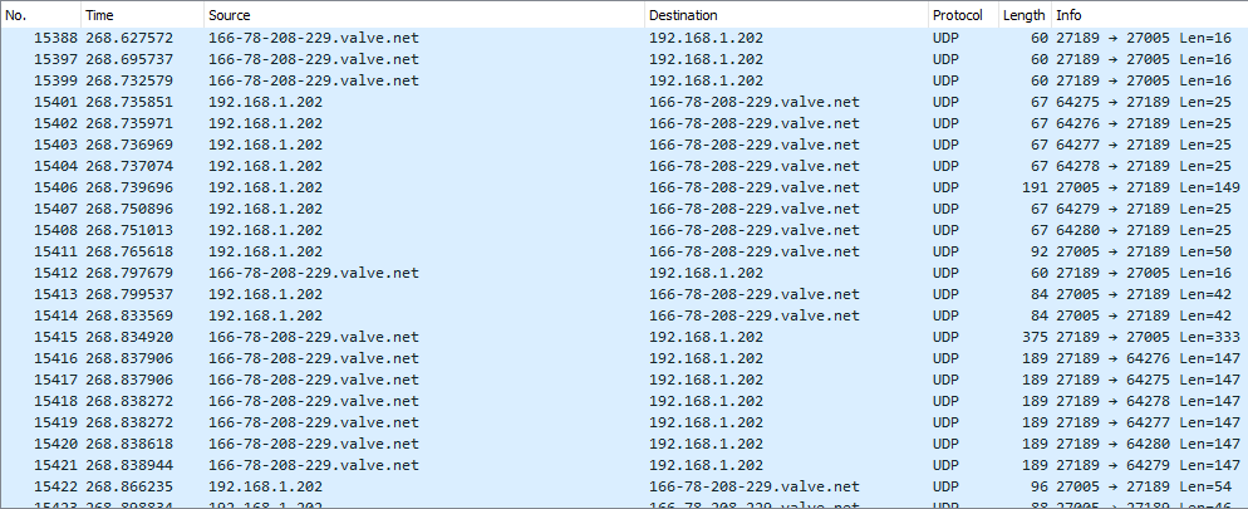 No. Time Source Destination Protocol Length Info
15388 268.627572 166-78-208-229.valve.net 192.168.1.202 UDP 60 27189 → 27005 Len=16
15397 268.695737 166-78-208-229.valve.net 192.168.1.202 UDP 60 27189 → 27005 Len=16
15399 268.732579 166-78-208-229.valve.net 192.168.1.202 UDP 60 27189 → 27005 Len=16
15401 268.735851 192.168.1.202 166-78-208-229.valve.net UDP 67 64275 → 27189 Len=25
15402 268.735971 192.168.1.202 166-78-208-229.valve.net UDP 67 64276 → 27189 Len=25
15403 268.736969 192.168.1.202 166-78-208-229.valve.net UDP 67 64277 → 27189 Len=25
15404 268.737074 192.168.1.202 166-78-208-229.valve.net UDP 67 64278 → 27189 Len=25
15406 268.739696 192.168.1.202 166-78-208-229.valve.net UDP 191 27005 → 27189 Len=149
15407 268.750896 192.168.1.202 166-78-208-229.valve.net UDP 67 64279 → 27189 Len=25
15408 268.751013 192.168.1.202 166-78-208-229.valve.net UDP 67 64280 → 27189 Len=25
15411 268.765618 192.168.1.202 166-78-208-229.valve.net UDP 92 27005 → 27189 Len=50
15412 268.797679 166-78-208-229.valve.net 192.168.1.202 UDP 60 27189 → 27005 Len=16
15413 268.799537 192.168.1.202 166-78-208-229.valve.net UDP 84 27005 → 27189 Len=42
15414 268.833569 192.168.1.202 166-78-208-229.valve.net UDP 84 27005 → 27189 Len=42
15415 268.834920 166-78-208-229.valve.net 192.168.1.202 UDP 375 27189 → 27005 Len=333
15416 268.837906 166-78-208-229.valve.net 192.168.1.202 UDP 189 27189 → 64276 Len=147
15417 268.837906 166-78-208-229.valve.net 192.168.1.202 UDP 189 27189 → 64275 Len=147
15418 268.838272 166-78-208-229.valve.net 192.168.1.202 UDP 189 27189 → 64278 Len=147
15419 268.838272 166-78-208-229.valve.net 192.168.1.202 UDP 189 27189 → 64277 Len=147
15420 268.838618 166-78-208-229.valve.net 192.168.1.202 UDP 189 27189 → 64280 Len=147
15421 268.838944 166-78-208-229.valve.net 192.168.1.202 UDP 189 27189 → 64279 Len=147
15422 268.866235 192.168.1.202 166-78-208-229.valve.net UDP 96 27005 → 27189 Len=54
192.168.1.202 166-78-208-229.valve.net UDP 27005 → 27189